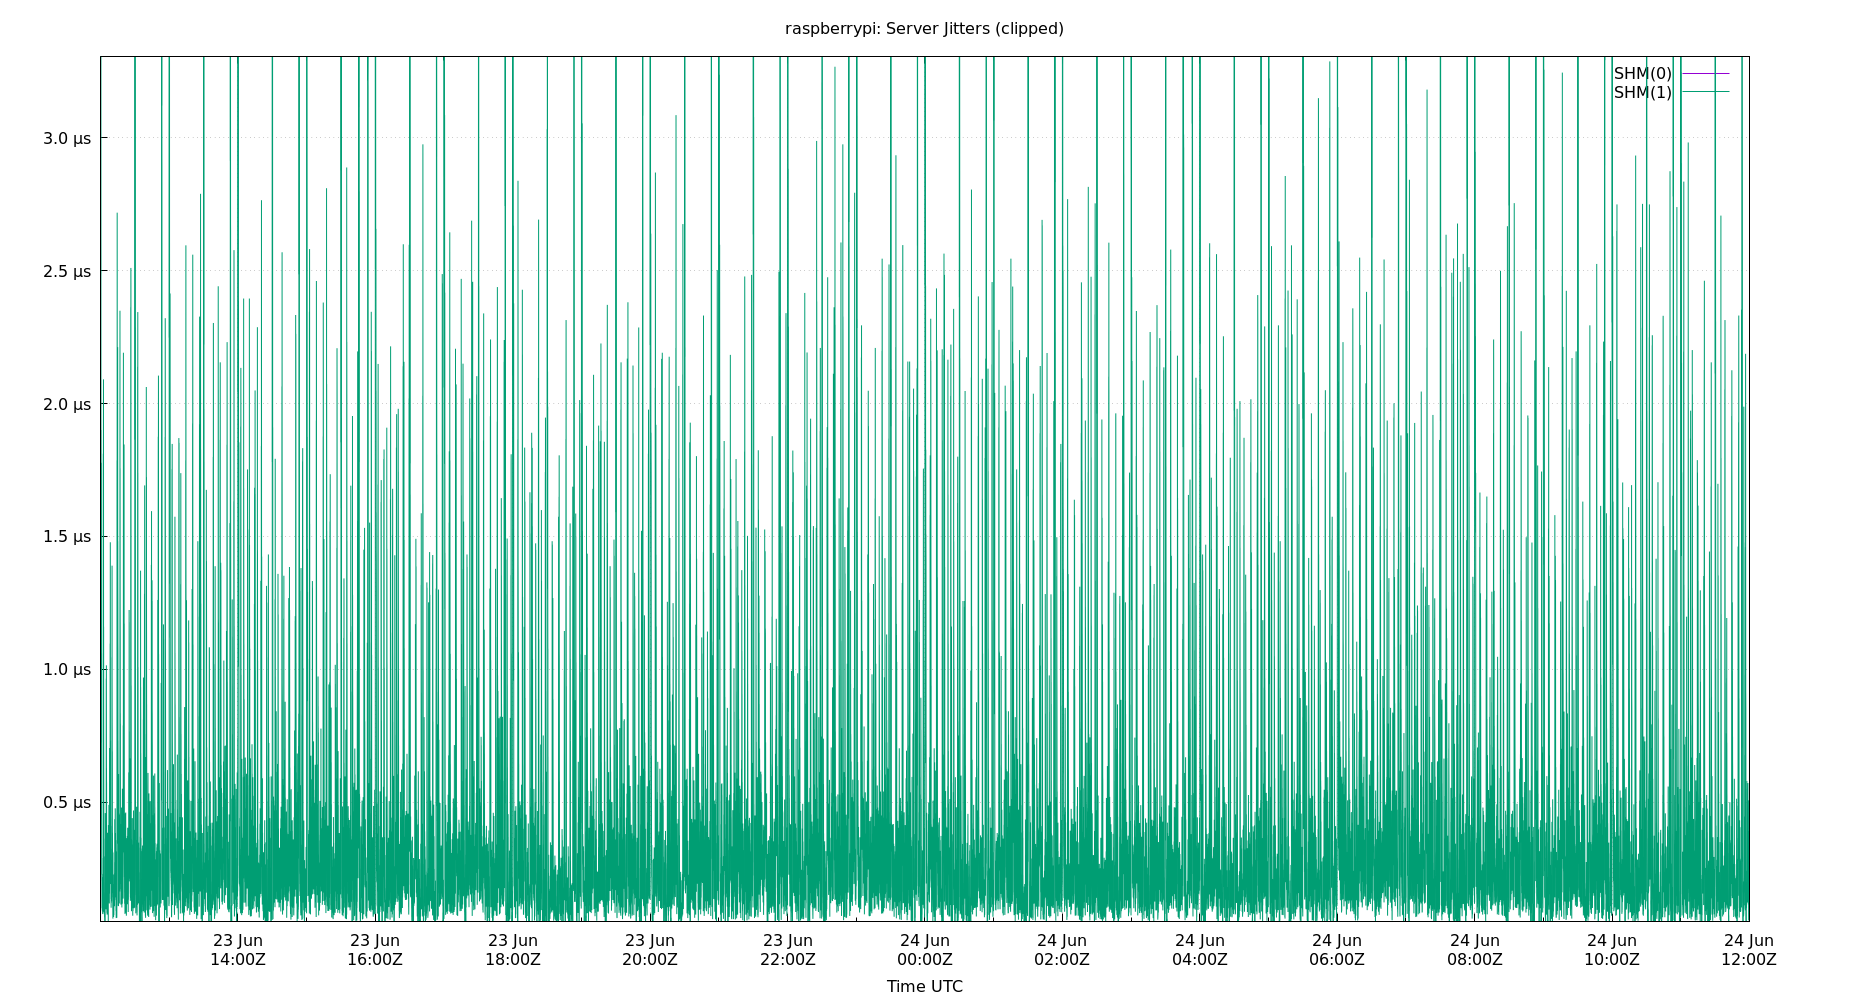 raspberrypi: Server Jitters (clipped)
SHM(0)
SHM(1)
3.0 µs
2.5 µs
2.0 µs
1.5 µs
1.0 µs
0.5 µs
23 Jun 23 Jun 23 Jun 23 Jun 23 Jun 24 Jun 24 Jun 24 Jun 24 Jun 24 Jun 24 Jun 24 Jun
14:00Z 16:00Z 18:00Z 20:00Z 22:00Z 00:00Z 02:00Z 04:00Z 06:00Z 08:00Z 10:00Z 12:00Z
Time UTC